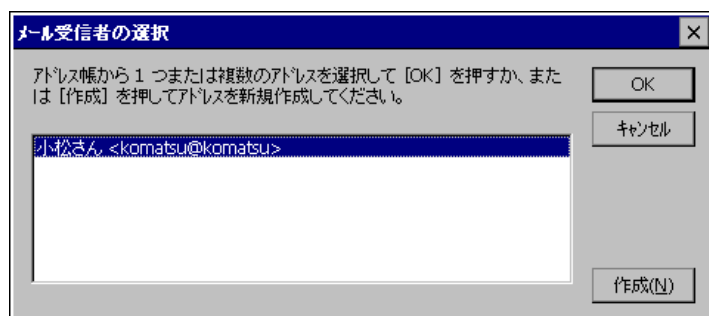 メール受信者の選択
アドレス帳から 1 つまたは複数のアドレスを選択して [OK] を押すか、また
は [作成] を押してアドレスを新規作成してください。
OK
キャンセル
小松さん <komatsu@komatsu>
作成(N)